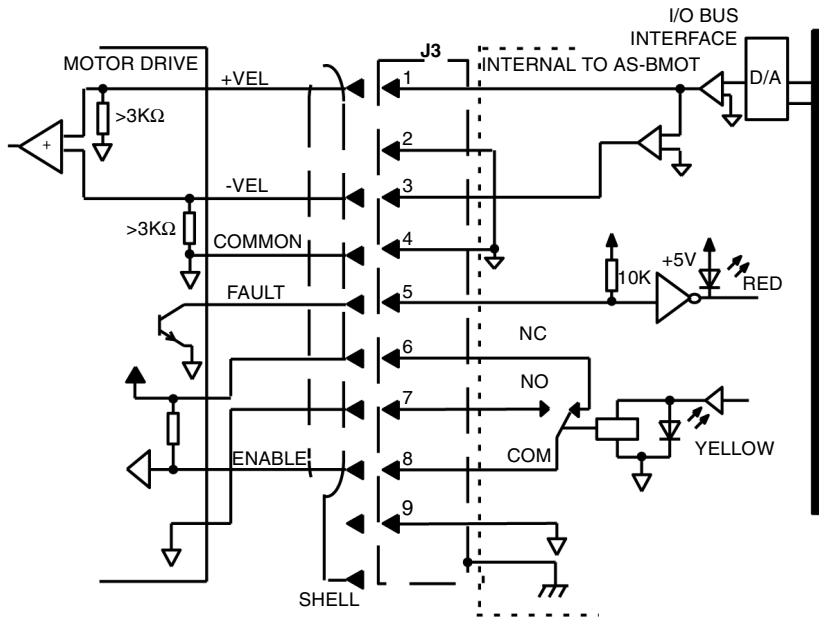 I/O BUS
INTERFACE
J3
MOTOR DRIVE
INTERNAL TO AS-BMOT
D/A
+VEL
1
>3KΩ
+
2
-VEL
3
>3KΩ
COMMON
4
+5V
10K
RED
FAULT
5
NC
6
NO
7
COM
YELLOW
ENABLE
8
9
SHELL